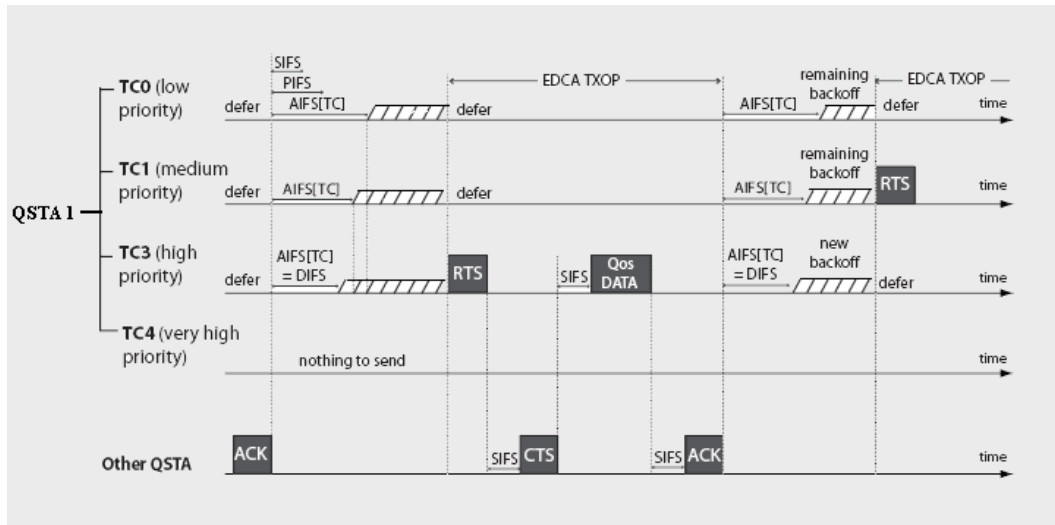 SIFS
PIFS
AIFS[TC]
TC0 (low
priority)
defer
defer
EDCA TXOP
AIFS[TC]
remaining
backoff
defer
EDCA TXOP
time
TC1 (medium
priority)
defer
AIFS[TC]
defer
AIFS[TC]
remaining
backoff
RTS
time
QSTA 1
TC3 (high
priority)
defer
AIFS[TC]
= DIFS
RTS
SIFS
Qos
DATA
AIFS[TC]
= DIFS
new
backoff
defer
time
TC4 (very high
priority)
nothing to send
time
Other QSTA
ACK
SIFS
CTS
SIFS
ACK
time